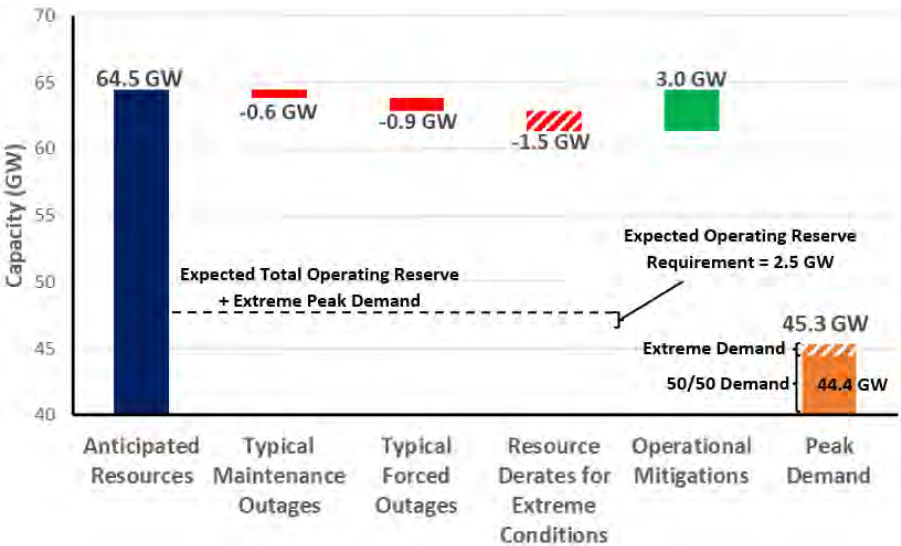 70
65
60
55
50
45
40
Capacity (GW)
64.5 GW
-0.6 GW
-0.9 GW
-1.5 GW
3.0 GW
Expected Operating Reserve
Requirement = 2.5 GW
Expected Total Operating Reserve
+ Extreme Peak Demand
45.3 GW
Extreme Demand
50/50 Demand
44.4 GW
Anticipated
Resources
Typical
Maintenance
Outages
Typical
Forced
Outages
Resource
Derates for
Extreme
Conditions
Operational
Mitigations
Peak
Demand